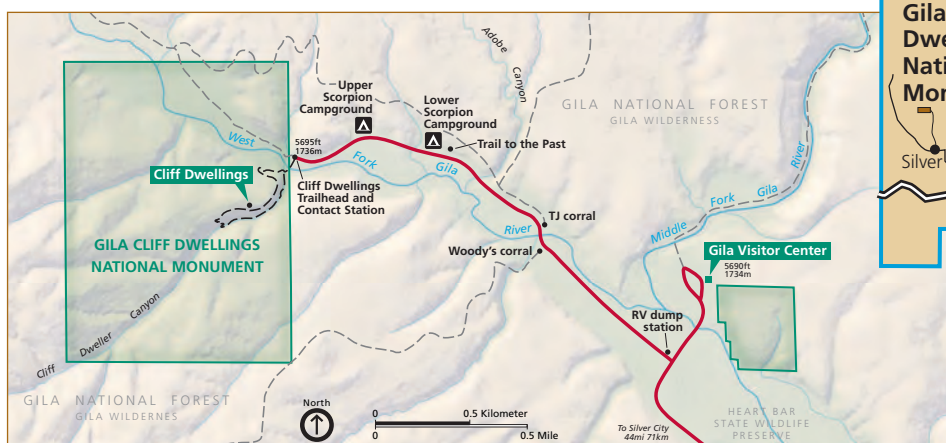 Adobe
Canyon
Upper
Scorpion
Campground
Lower
Scorpion
Campground
GILA NATIONAL FOREST
GILA WILDERNESS
Trail to the Past
West
Fork
Gila
River
5695ft
1736m
Cliff Dwellings
Cliff Dwellings
Trailhead and
Contact Station
TJ corral
Woody's corral
Middle
Fork
Gila
River
Gila Visitor Center
5690ft
1734m
GILA CLIFF DWELLINGS
NATIONAL MONUMENT
RV dump
station
Cliff
Dweller
Canyon
GILA NATIONAL FOREST
GILA WILDERNES
North
0
0.5 Kilometer
0
0.5 Mile
To Silver City
44mi 71km
HEART BAR
STATE WILDLIFE
PRESERVE
Gila
Dwe
Nati
Mon
Silver